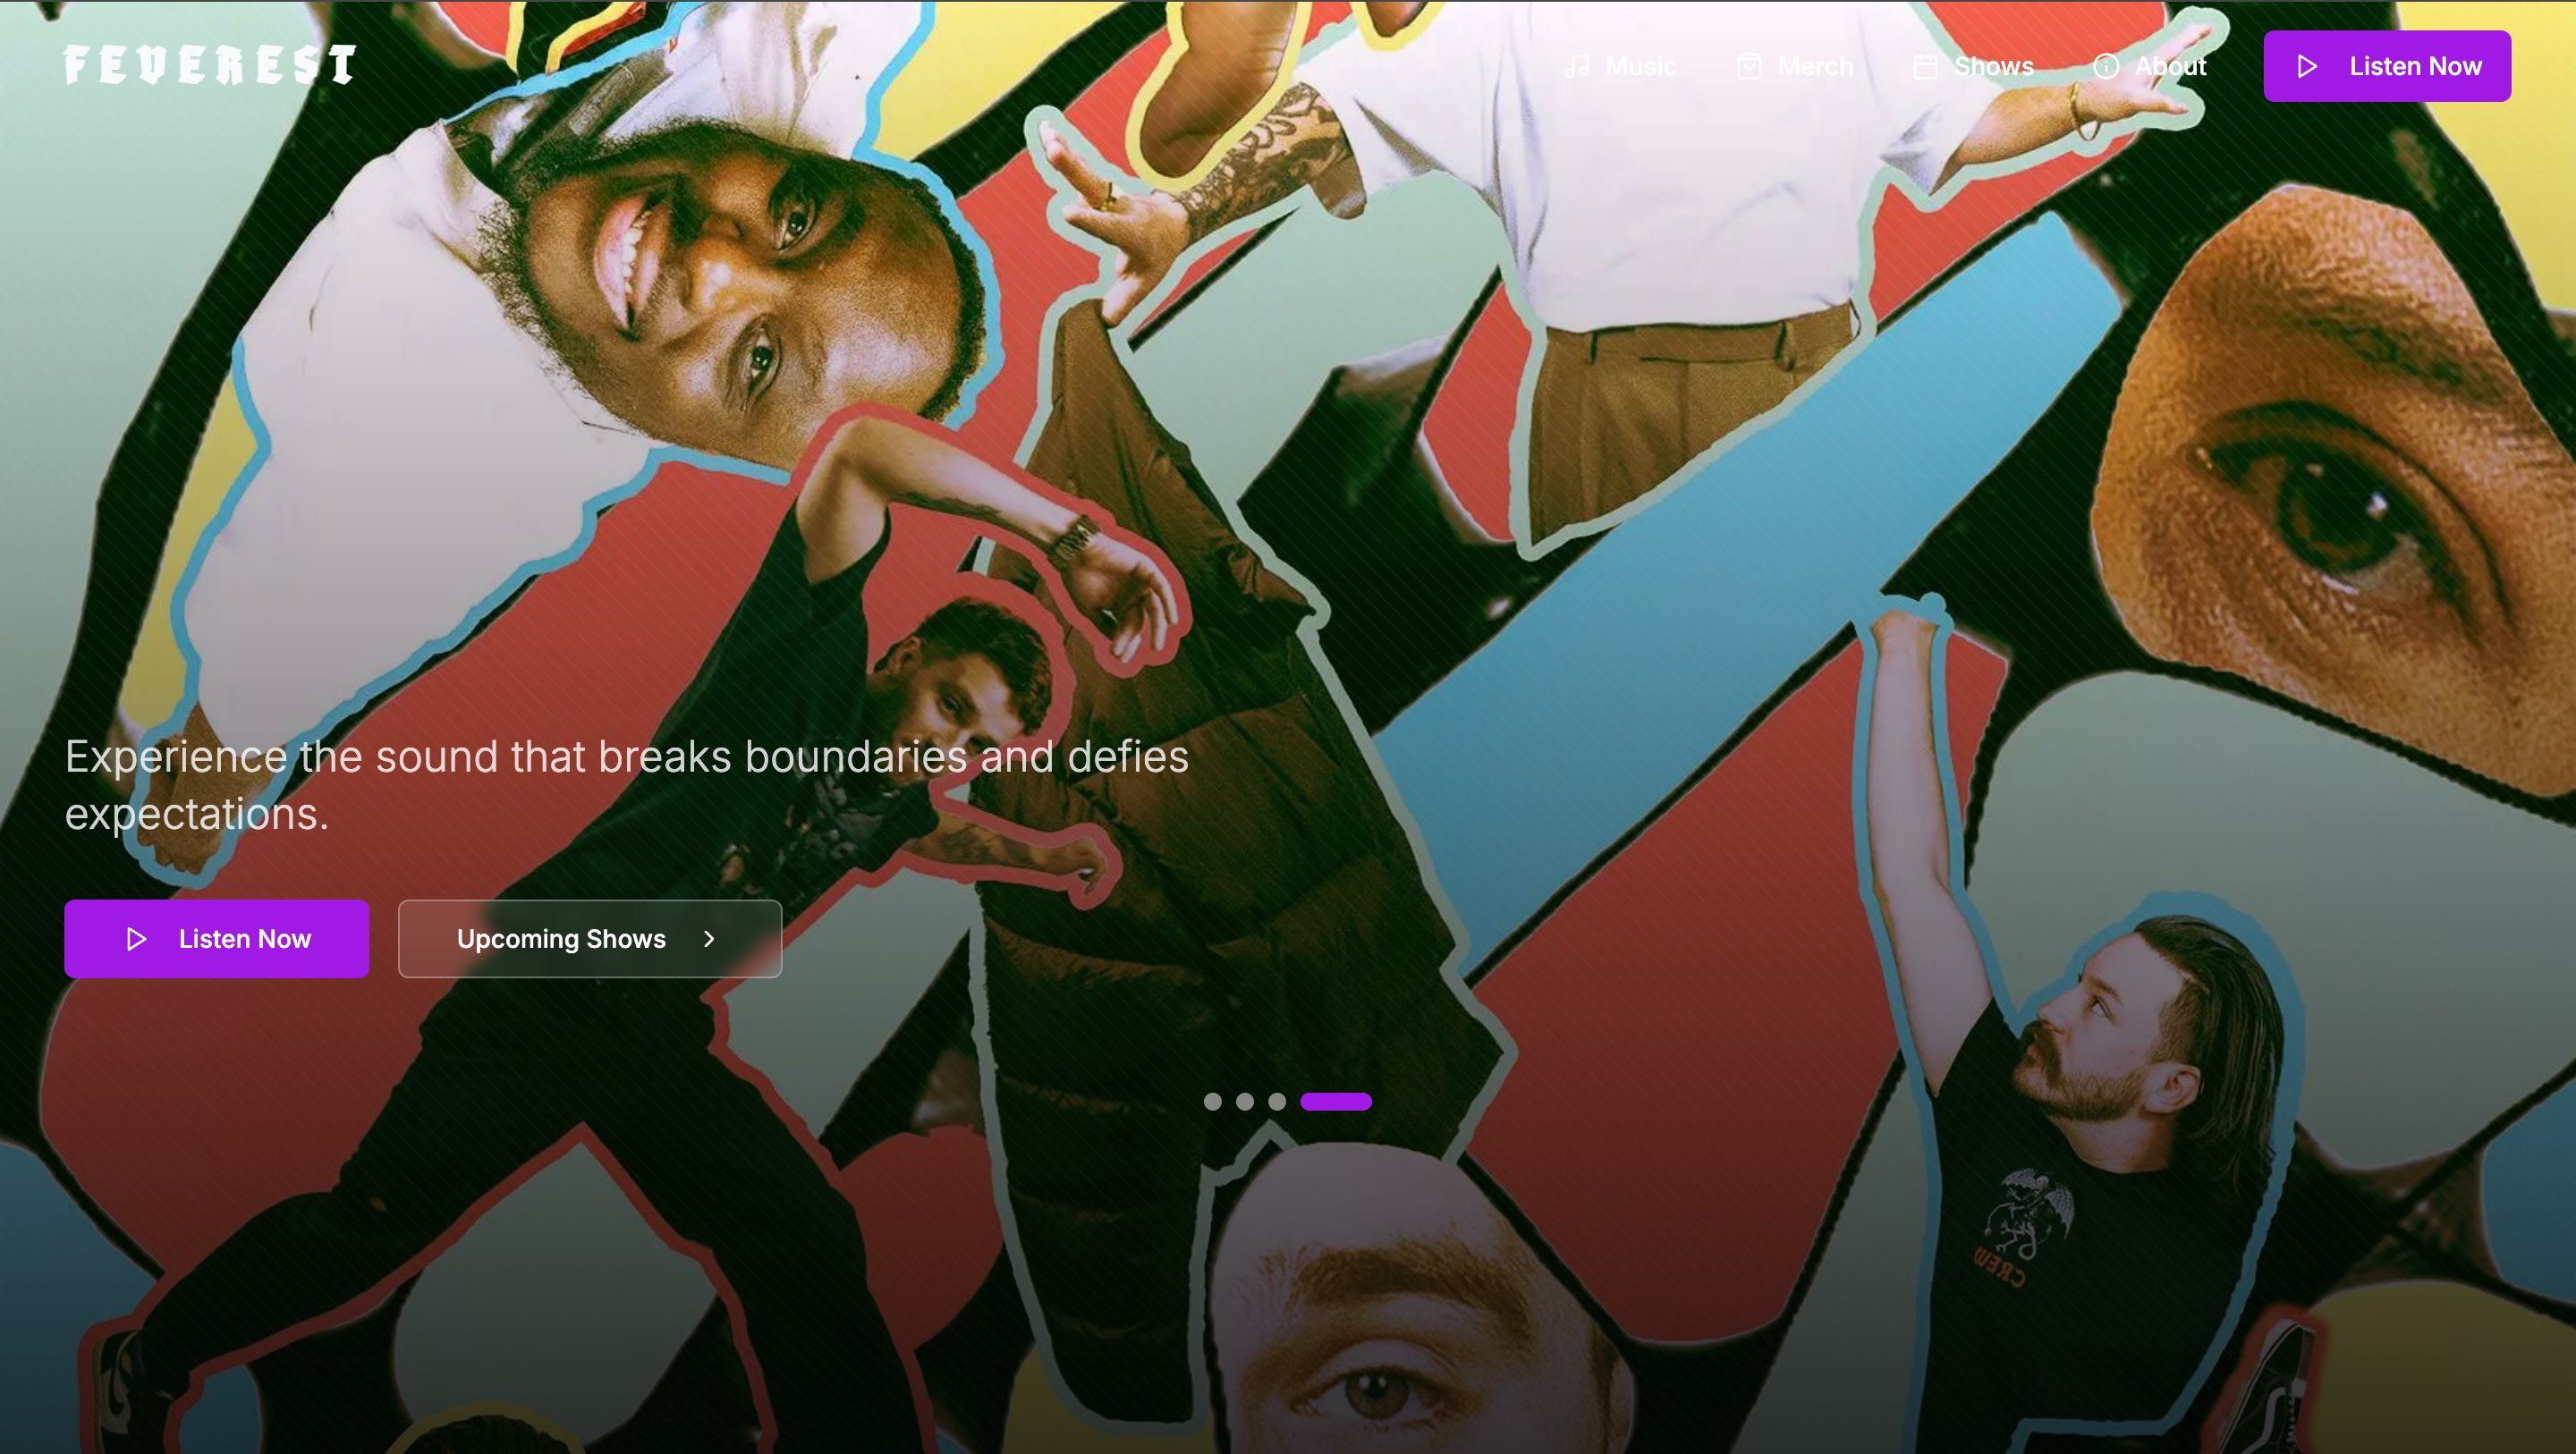 FEVEREST
Music Merch Shows About Listen Now
Experience the sound that breaks boundaries and defies
expectations.
Listen Now Upcoming Shows
CREW